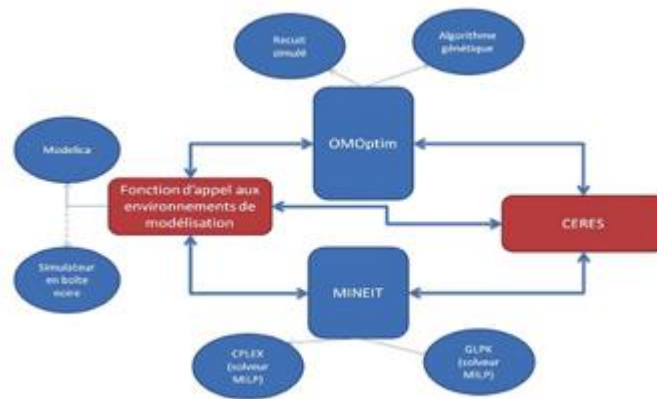 Recuit
simulé
Algorithme
génétique
OMOptim
Modelica
Fonction d'appel aux
environnements de
modélisation
CERES
Simulateur
en boîte
noire
MINEIT
CPLEX
(solveur
MILP)
GLPK
(solveur
MILP)